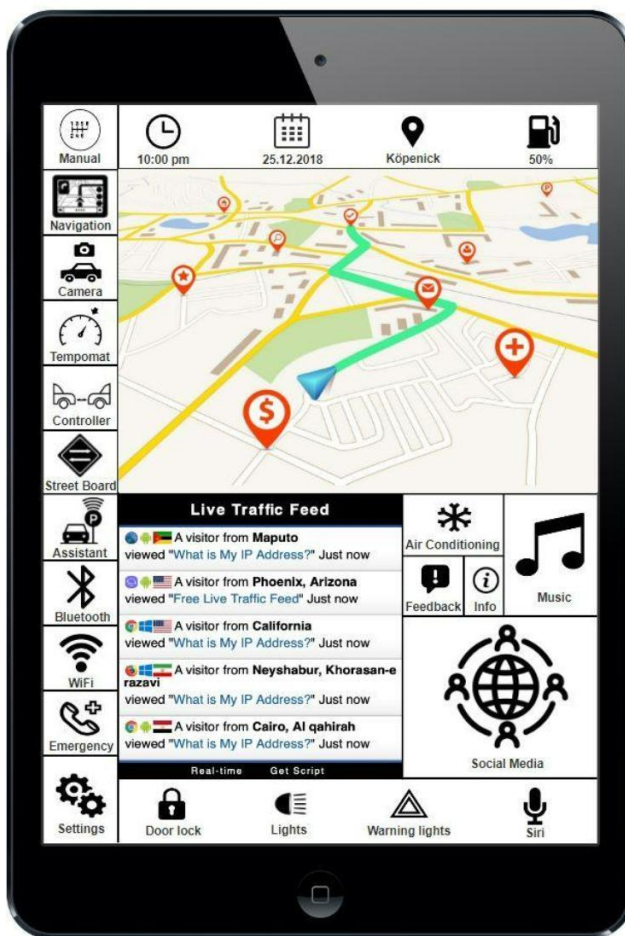 Manual
10:00 pm
25.12.2018
Köpenick
50%
Navigation
Camera
Tempomat
Controller
Street Board
Assistant
Bluetooth
WiFi
Emergency
Settings
$
P
Live Traffic Feed
A visitor from Maputo
viewed "What is My IP Address?" Just now
A visitor from Phoenix, Arizona
viewed "Free Live Traffic Feed" Just now
A visitor from California
viewed "What is My IP Address?" Just now
A visitor from Neyshabur, Khorasan-e
razavi
viewed "What is My IP Address?" Just now
A visitor from Cairo, Al qahirah
viewed "What is My IP Address?" Just now
Real-time Get Script
Air Conditioning
Feedback
Info
Music
Social Media
Door lock
Lights
Warning lights
Siri